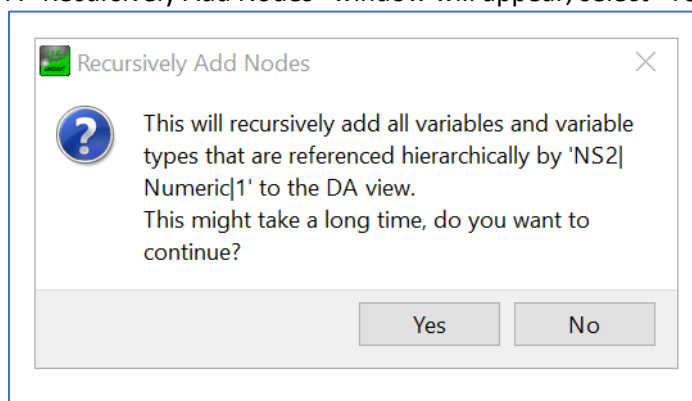 Recursively Add Nodes
This will recursively add all variables and variable
types that are referenced hierarchically by 'NS2|
Numeric|1' to the DA view.
This might take a long time, do you want to
continue?
Yes No